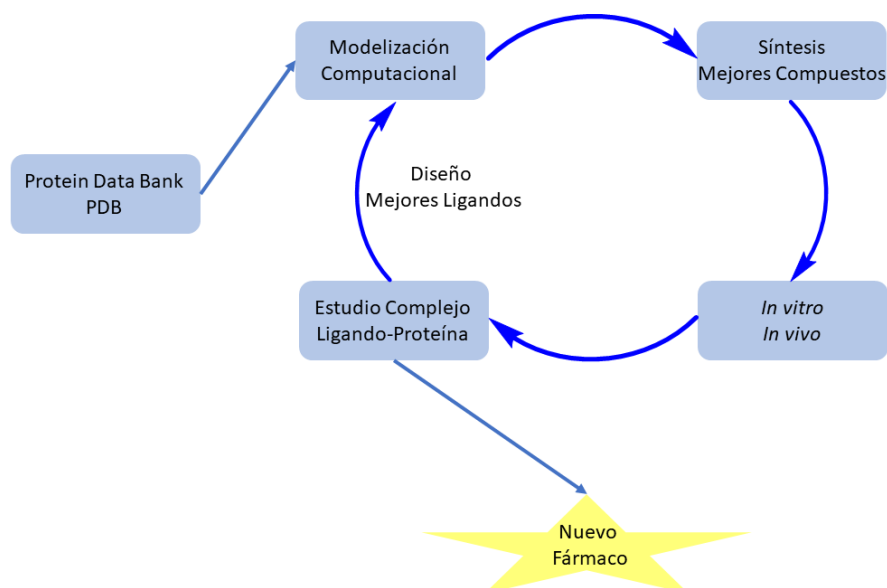 Modelización
Computacional
Síntesis
Mejores Compuestos
Protein Data Bank
PDB
Diseño
Mejores Ligandos
Estudio Complejo
Ligando-Proteína
In vitro
In vivo
Nuevo
Fármaco